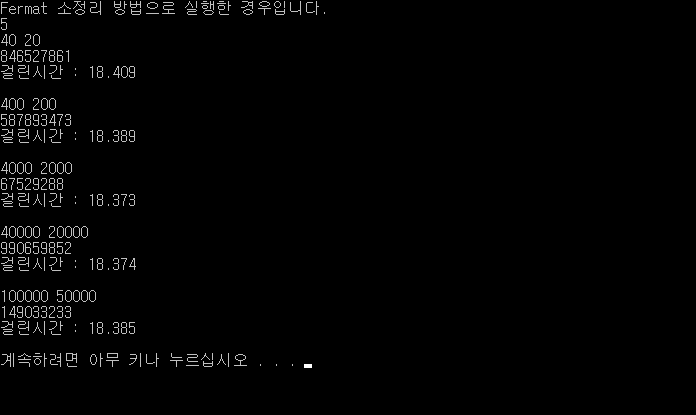 Fermat 소정리 방법으로 실행한 경우입니다.
5
40 20
846527861
걸린시간 : 18.409
400 200
587893473
걸린시간 : 18.389
4000 2000
67529288
걸린시간 : 18.373
40000 20000
990659852
걸린시간 : 18.374
100000 50000
149033233
걸린시간 : 18.385
계속하려면 아무 키나 누르십시오 . . .